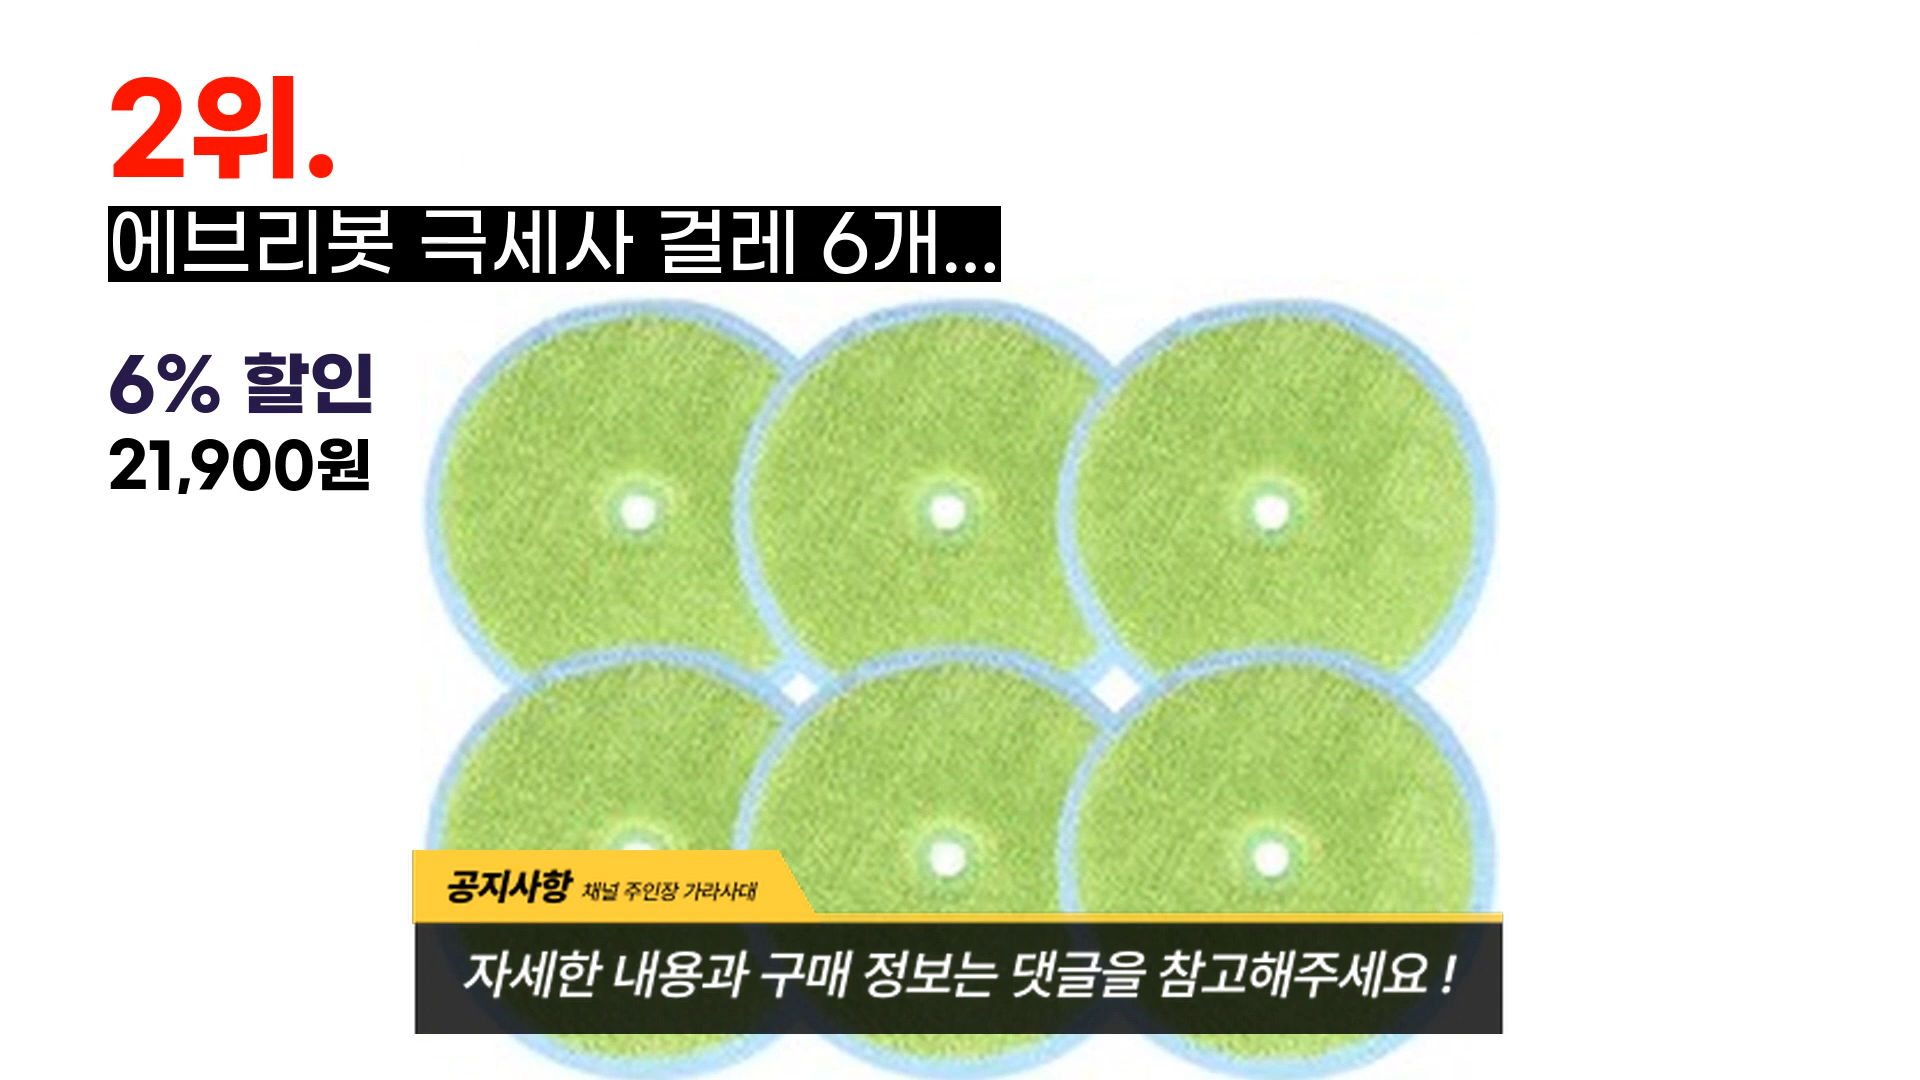 2위.
에브리봇 극세사 걸레 6개...
6% 할인
21,900원
공지사항 채널 주인장 가라사대
자세한 내용과 구매 정보는 댓글을 참고해주세요 !